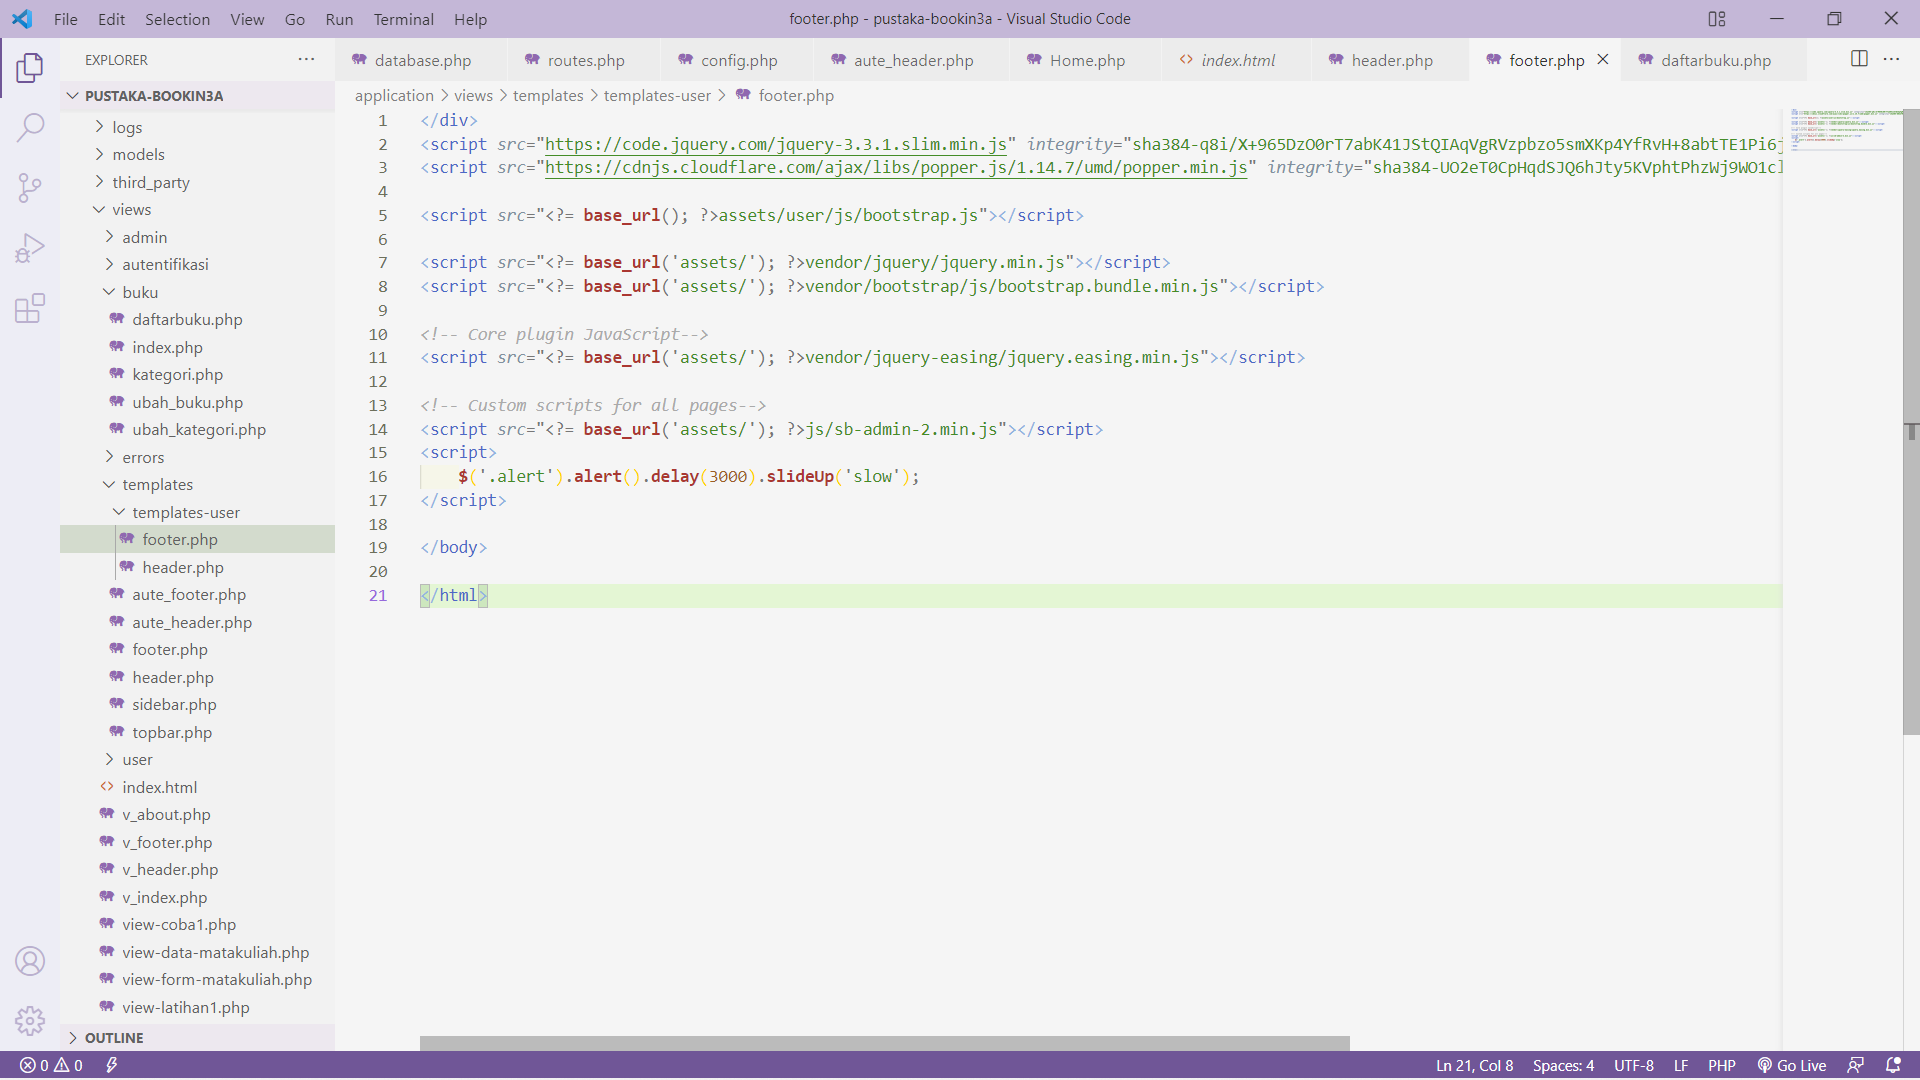 File Edit Selection View Go Run Terminal Help
footer.php - pustaka-bookin3a - Visual Studio Code
EXPLORER
PUSTAKA-BOOKIN3A
logs
models
third_party
views
admin
autentifikasi
buku
daftarbuku.php
index.php
kategori.php
ubah_buku.php
ubah_kategori.php
errors
templates
templates-user
footer.php
header.php
aute_footer.php
aute_header.php
footer.php
header.php
sidebar.php
topbar.php
user
index.html
v_about.php
v_footer.php
v_header.php
v_index.php
view-coba1.php
view-data-matakuliah.php
view-form-matakuliah.php
view-latihan1.php
OUTLINE
database.php routes.php config.php aute_header.php Home.php index.html header.php footer.php daftarbuku.php
application > views > templates > templates-user > footer.php
1 </div>
2 <script src="https://code.jquery.com/jquery-3.3.1.slim.min.js" integrity="sha384-q8i/X+965DzO0rT7abK41JStQIAqVgRVzpbzo5smXKp4YfRvH+8abtTE1Pi6j
3 <script src="https://cdnjs.cloudflare.com/ajax/libs/popper.js/1.14.7/umd/popper.min.js" integrity="sha384-UO2eT0CpHqdSJQ6hJty5KVphtPhzWj9WO1cl
4
5 <script src="<?= base_url(); ?>assets/user/js/bootstrap.js"></script>
6
7 <script src="<?= base_url('assets/'); ?>vendor/jquery/jquery.min.js"></script>
8 <script src="<?= base_url('assets/'); ?>vendor/bootstrap/js/bootstrap.bundle.min.js"></script>
9
10 <!-- Core plugin JavaScript-->
11 <script src="<?= base_url('assets/'); ?>vendor/jquery-easing/jquery.easing.min.js"></script>
12
13 <!-- Custom scripts for all pages-->
14 <script src="<?= base_url('assets/'); ?>js/sb-admin-2.min.js"></script>
15 <script>
16 $('.alert').alert().delay(3000).slideUp('slow');
17 </script>
18
19 </body>
20
21 </html>
0 0
Ln 21, Col 8 Spaces: 4 UTF-8 LF PHP Go Live